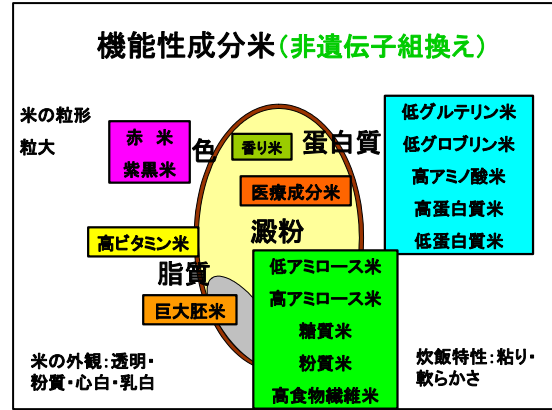 機能性成分米(非遺伝子組換え)
米の粒形
粒大
赤 米
紫黒米
色
香り米
蛋白質
低グルテリン米
低グロブリン米
高アミノ酸米
高蛋白質米
低蛋白質米
医療成分米
澱粉
高ビタミン米
脂質
巨大胚米
低アミロース米
高アミロース米
糖質米
粉質米
高食物繊維米
米の外観:透明・
粉質・心白・乳白
炊飯特性:粘り・
軟らかさ